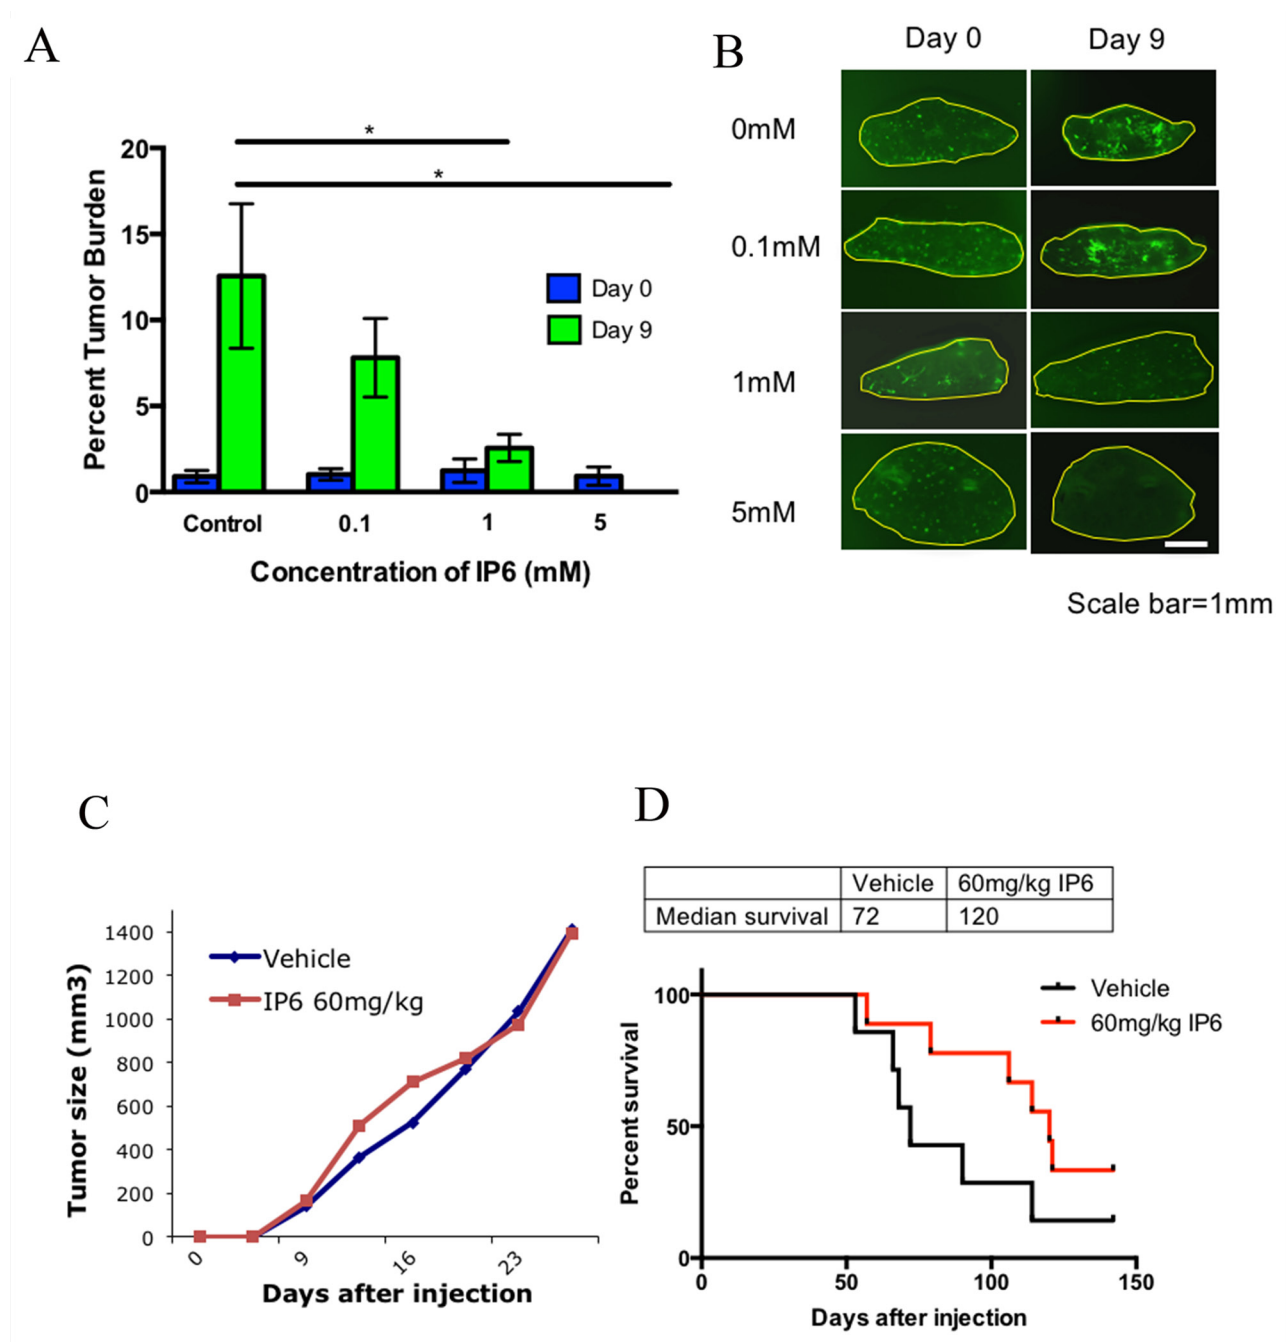 A
*
*
20
15
10
5
0
Percent Tumor Burden
Day 0
Day 9
Control 0.1 1 5
Concentration of IP6 (mM)
B
Day 0 Day 9
0mM
0.1mM
1mM
5mM
Scale bar=1mm
C
1400
1200
1000
800
600
400
200
0
Tumor size (mm3)
Vehicle
IP6 60mg/kg
0 9 16 23
Days after injection
D
Vehicle 60mg/kg IP6
Median survival 72 120
100
50
0
Percent survival
Vehicle
60mg/kg IP6
0 50 100 150
Days after injection